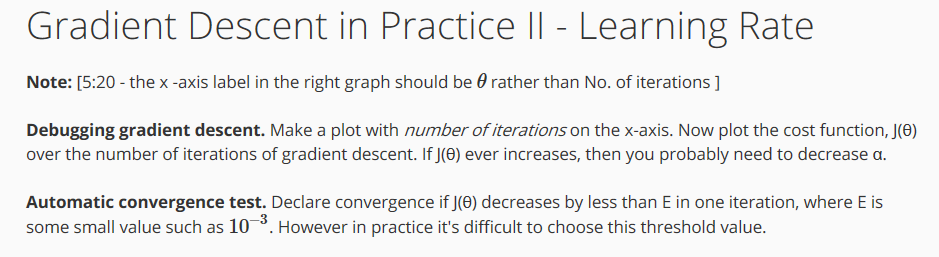 Gradient Descent in Practice II - Learning Rate
Note: [5:20 - the x -axis label in the right graph should be θ rather than No. of iterations ]
Debugging gradient descent. Make a plot with number of iterations on the x-axis. Now plot the cost function, J(θ)
over the number of iterations of gradient descent. If J(θ) ever increases, then you probably need to decrease α.
Automatic convergence test. Declare convergence if J(θ) decreases by less than E in one iteration, where E is
some small value such as 10⁻³. However in practice it's difficult to choose this threshold value.